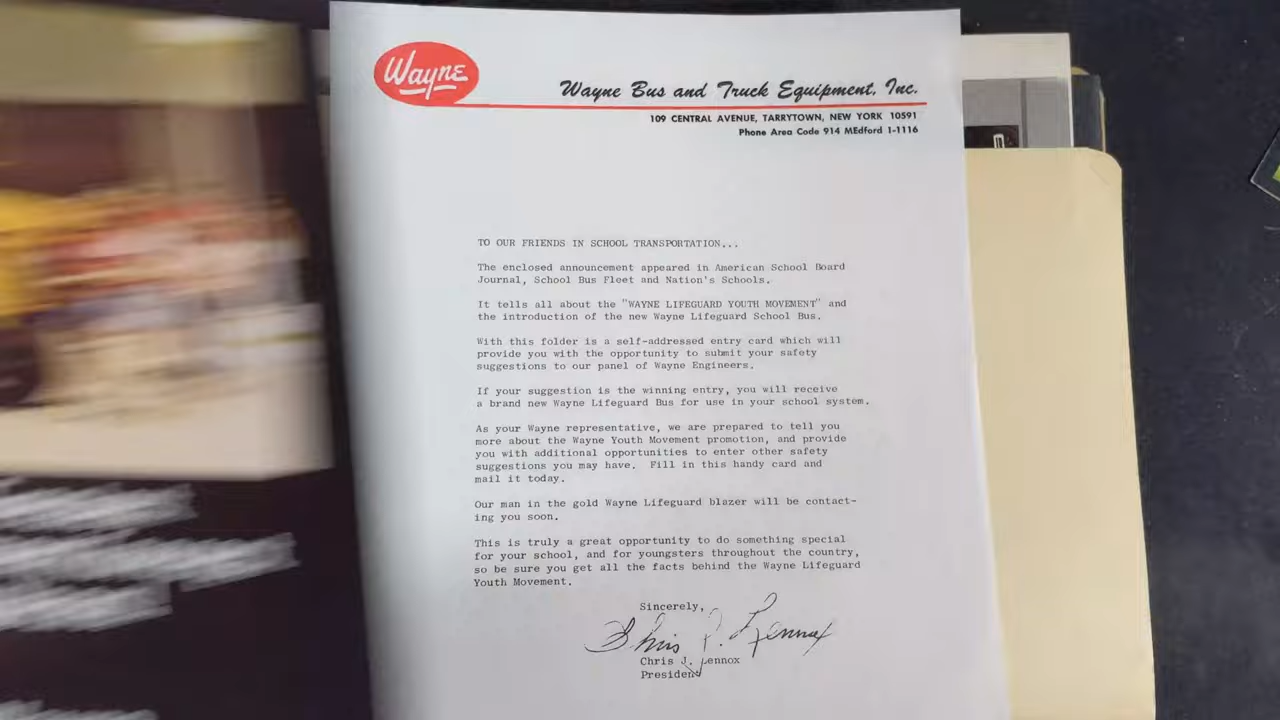 Wayne
Wayne Bus and Truck Equipment, Inc.
109 CENTRAL AVENUE, TARRYTOWN, NEW YORK 10591
Phone Area Code 914 MEdford 1-1116
TO OUR FRIENDS IN SCHOOL TRANSPORTATION...
The enclosed announcement appeared in American School Board
Journal, School Bus Fleet and Nation's Schools.
It tells all about the "WAYNE LIFEGUARD YOUTH MOVEMENT" and
the introduction of the new Wayne Lifeguard School Bus.
With this folder is a self-addressed entry card which will
provide you with the opportunity to submit your safety
suggestions to our panel of Wayne Engineers.
If your suggestion is the winning entry, you will receive
a brand new Wayne Lifeguard Bus for use in your school system.
As your Wayne representative, we are prepared to tell you
more about the Wayne Youth Movement promotion, and provide
you with additional opportunities to enter other safety
suggestions you may have. Fill in this handy card and
mail it today.
Our man in the gold Wayne Lifeguard blazer will be contact-
ing you soon.
This is truly a great opportunity to do something special
for your school, and for youngsters throughout the country,
so be sure you get all the facts behind the Wayne Lifeguard
Youth Movement.
Sincerely,
Chris J. Lennox
Chris J. Lennox
President